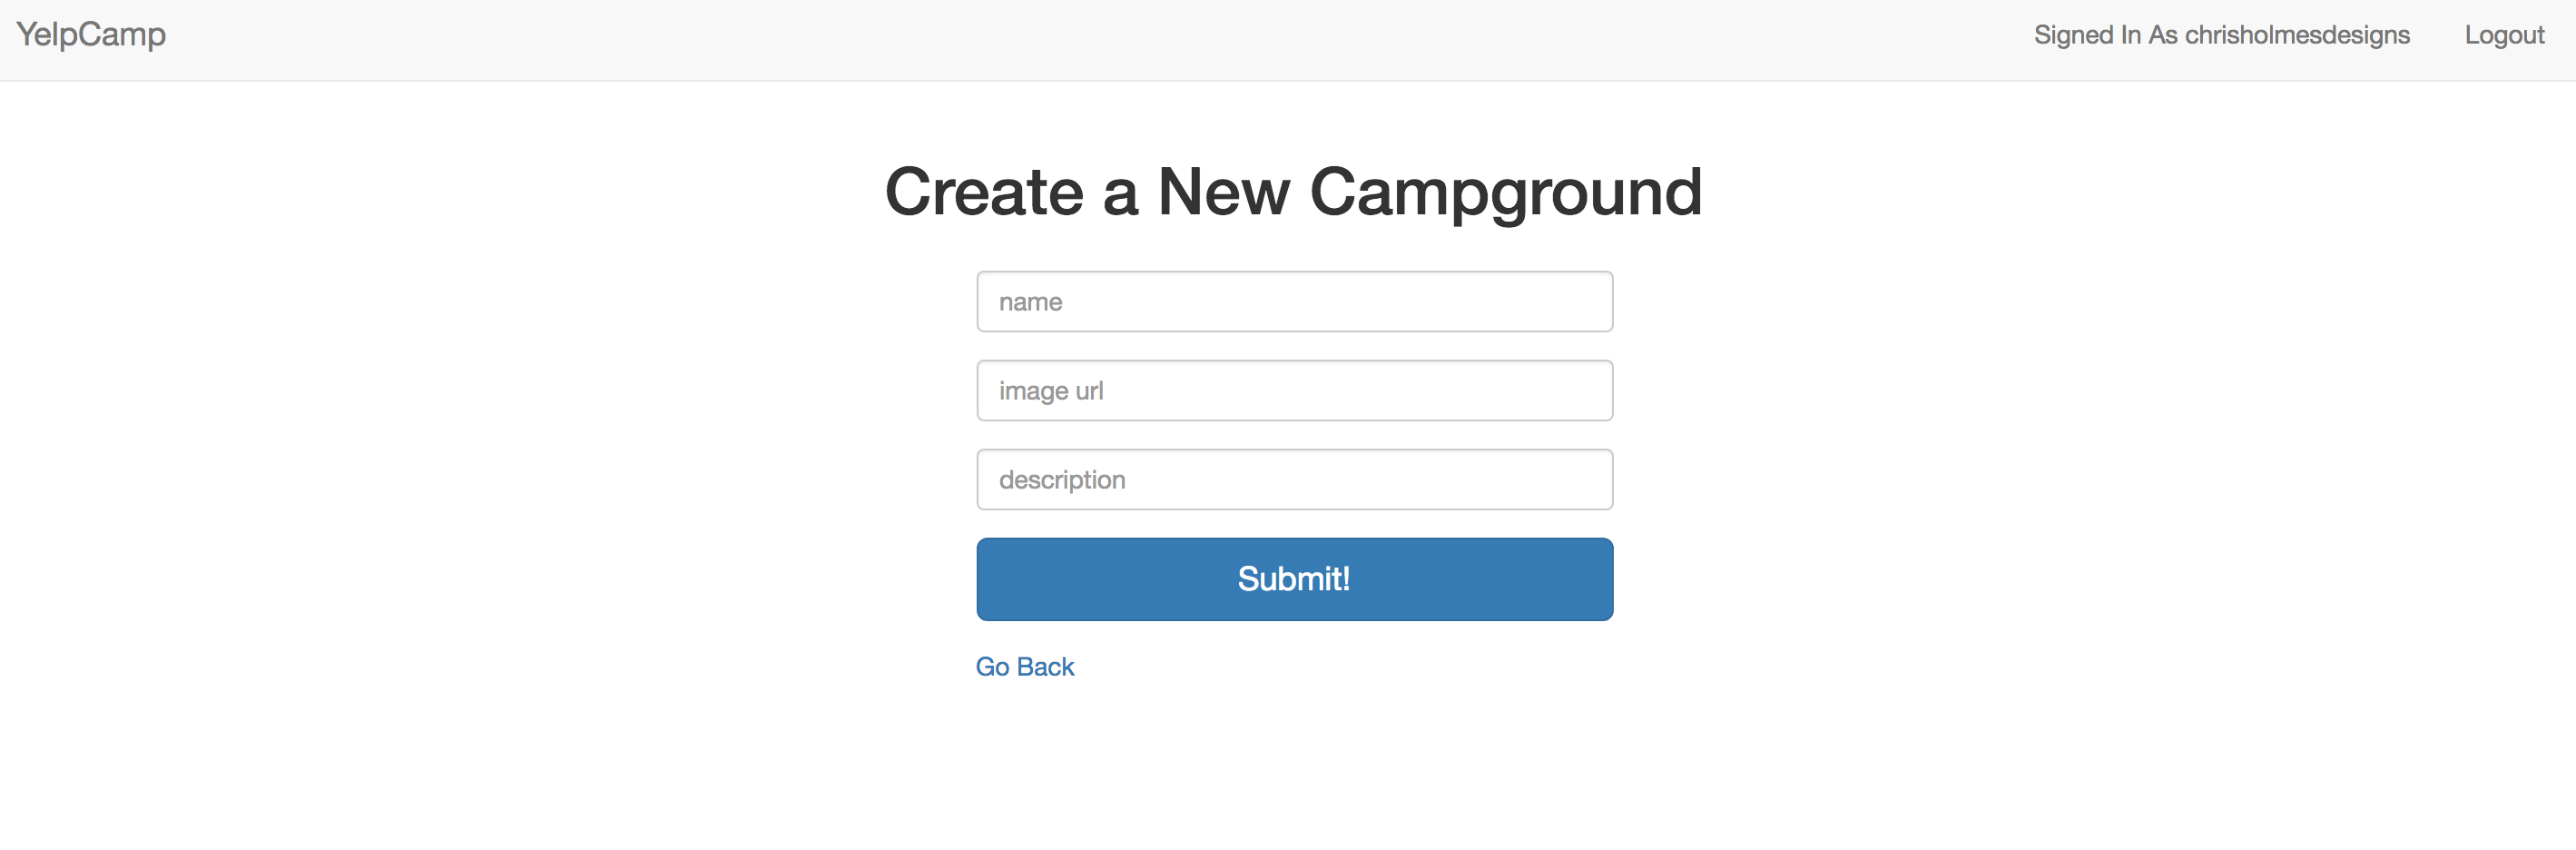 YelpCamp
Signed In As chrisholmesdesigns
Logout
Create a New Campground
name
image url
description
Submit!
Go Back